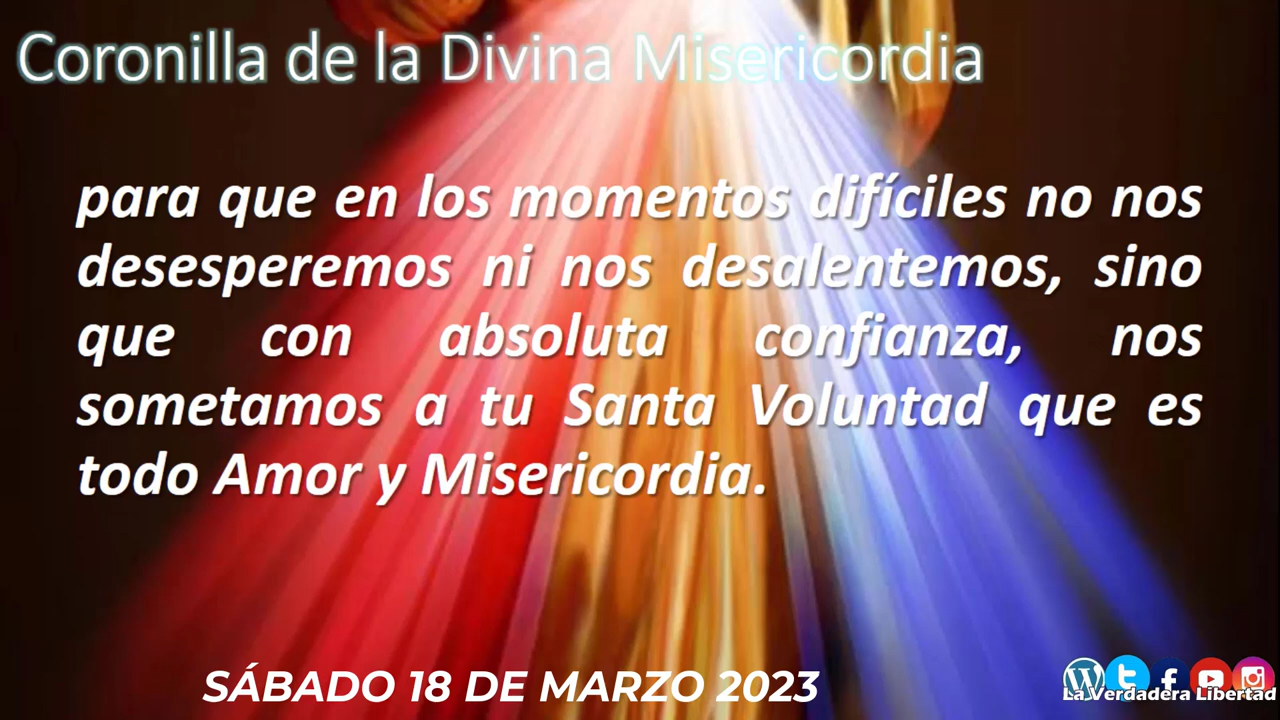 Coronilla de la Divina Misericordia
para que en los momentos difíciles no nos
desesperemos ni nos desalentemos, sino
que con absoluta confianza, nos
sometamos a tu Santa Voluntad que es
todo Amor y Misericordia.
SÁBADO 18 DE MARZO 2023
La Verdadera Libertad